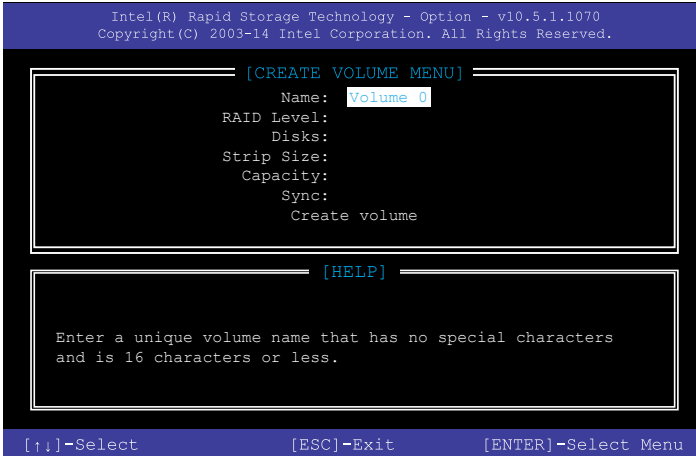 Intel(R) Rapid Storage Technology - Option - v10.5.1.1070
Copyright(C) 2003-14 Intel Corporation. All Rights Reserved.
[CREATE VOLUME MENU]
Name: Volume 0
RAID Level:
Disks:
Strip Size:
Capacity:
Sync:
Create volume
[HELP]
Enter a unique volume name that has no special characters
and is 16 characters or less.
[↑↓]-Select [ESC]-Exit [ENTER]-Select Menu